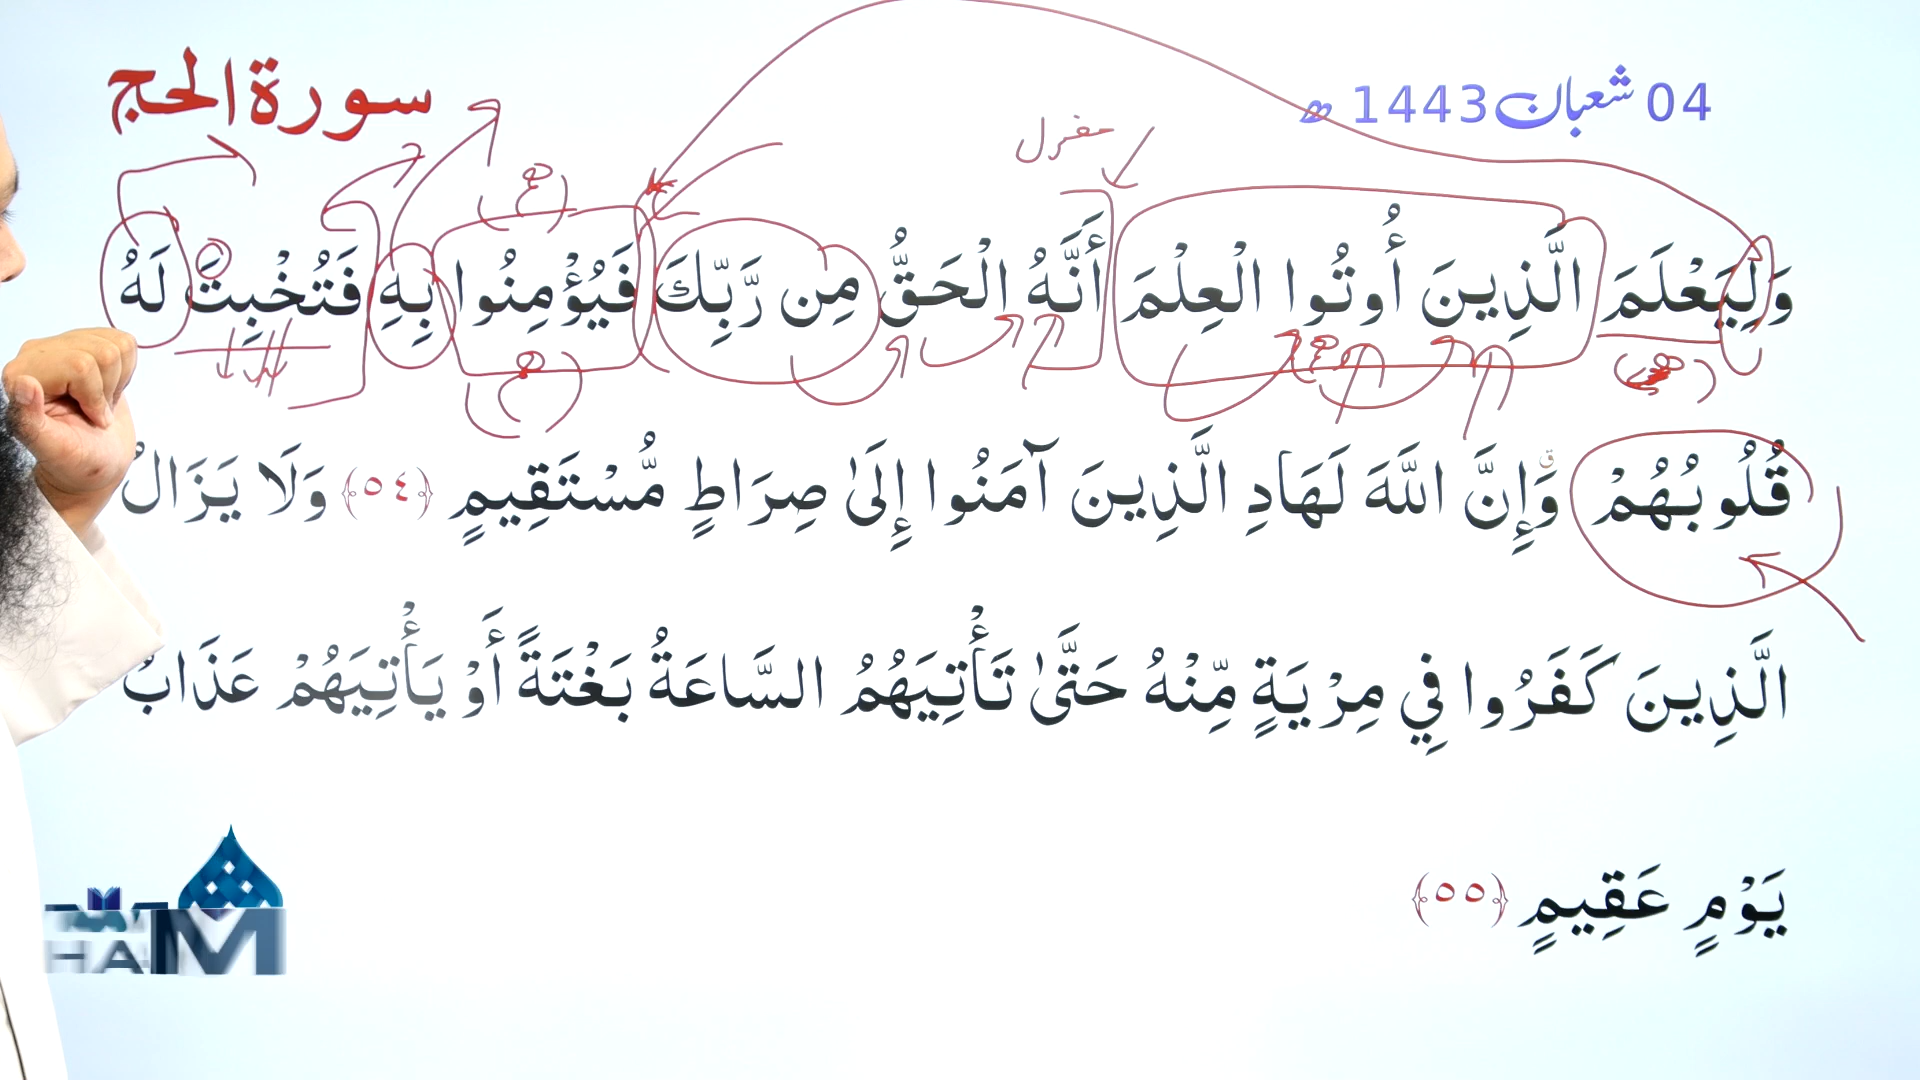 سورة الحج
04 شعبان 1443 ھ
مفعول
وَلِيَعْلَمَ الَّذِينَ أُوتُوا الْعِلْمَ أَنَّهُ الْحَقُّ مِن رَّبِّكَ فَيُؤْمِنُوا بِهِ فَتُخْبِتَ لَهُ
قُلُوبُهُمْ ۗ وَإِنَّ اللَّهَ لَهَادِ الَّذِينَ آمَنُوا إِلَىٰ صِرَاطٍ مُّسْتَقِيمٍ ﴿٥٤﴾ وَلَا يَزَالُ
الَّذِينَ كَفَرُوا فِي مِرْيَةٍ مِّنْهُ حَتَّىٰ تَأْتِيَهُمُ السَّاعَةُ بَغْتَةً أَوْ يَأْتِيَهُمْ عَذَابُ
يَوْمٍ عَقِيمٍ ﴿٥٥﴾
HAM